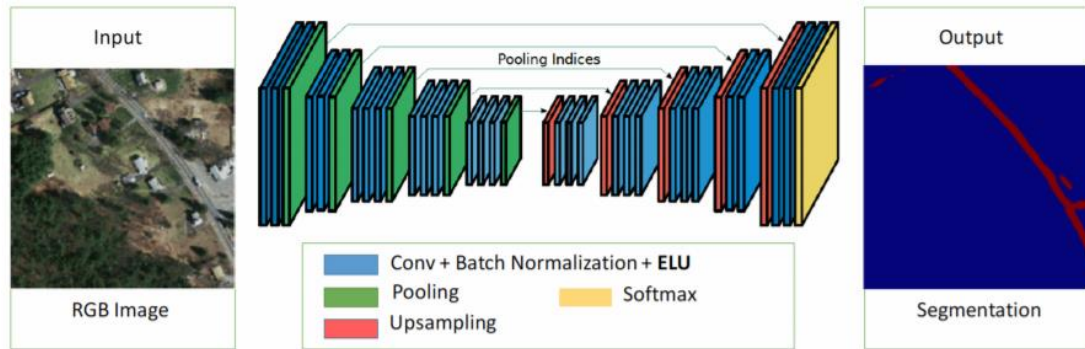 Input
RGB Image
Pooling Indices
Conv + Batch Normalization + ELU
Pooling
Softmax
Upsampling
Output
Segmentation